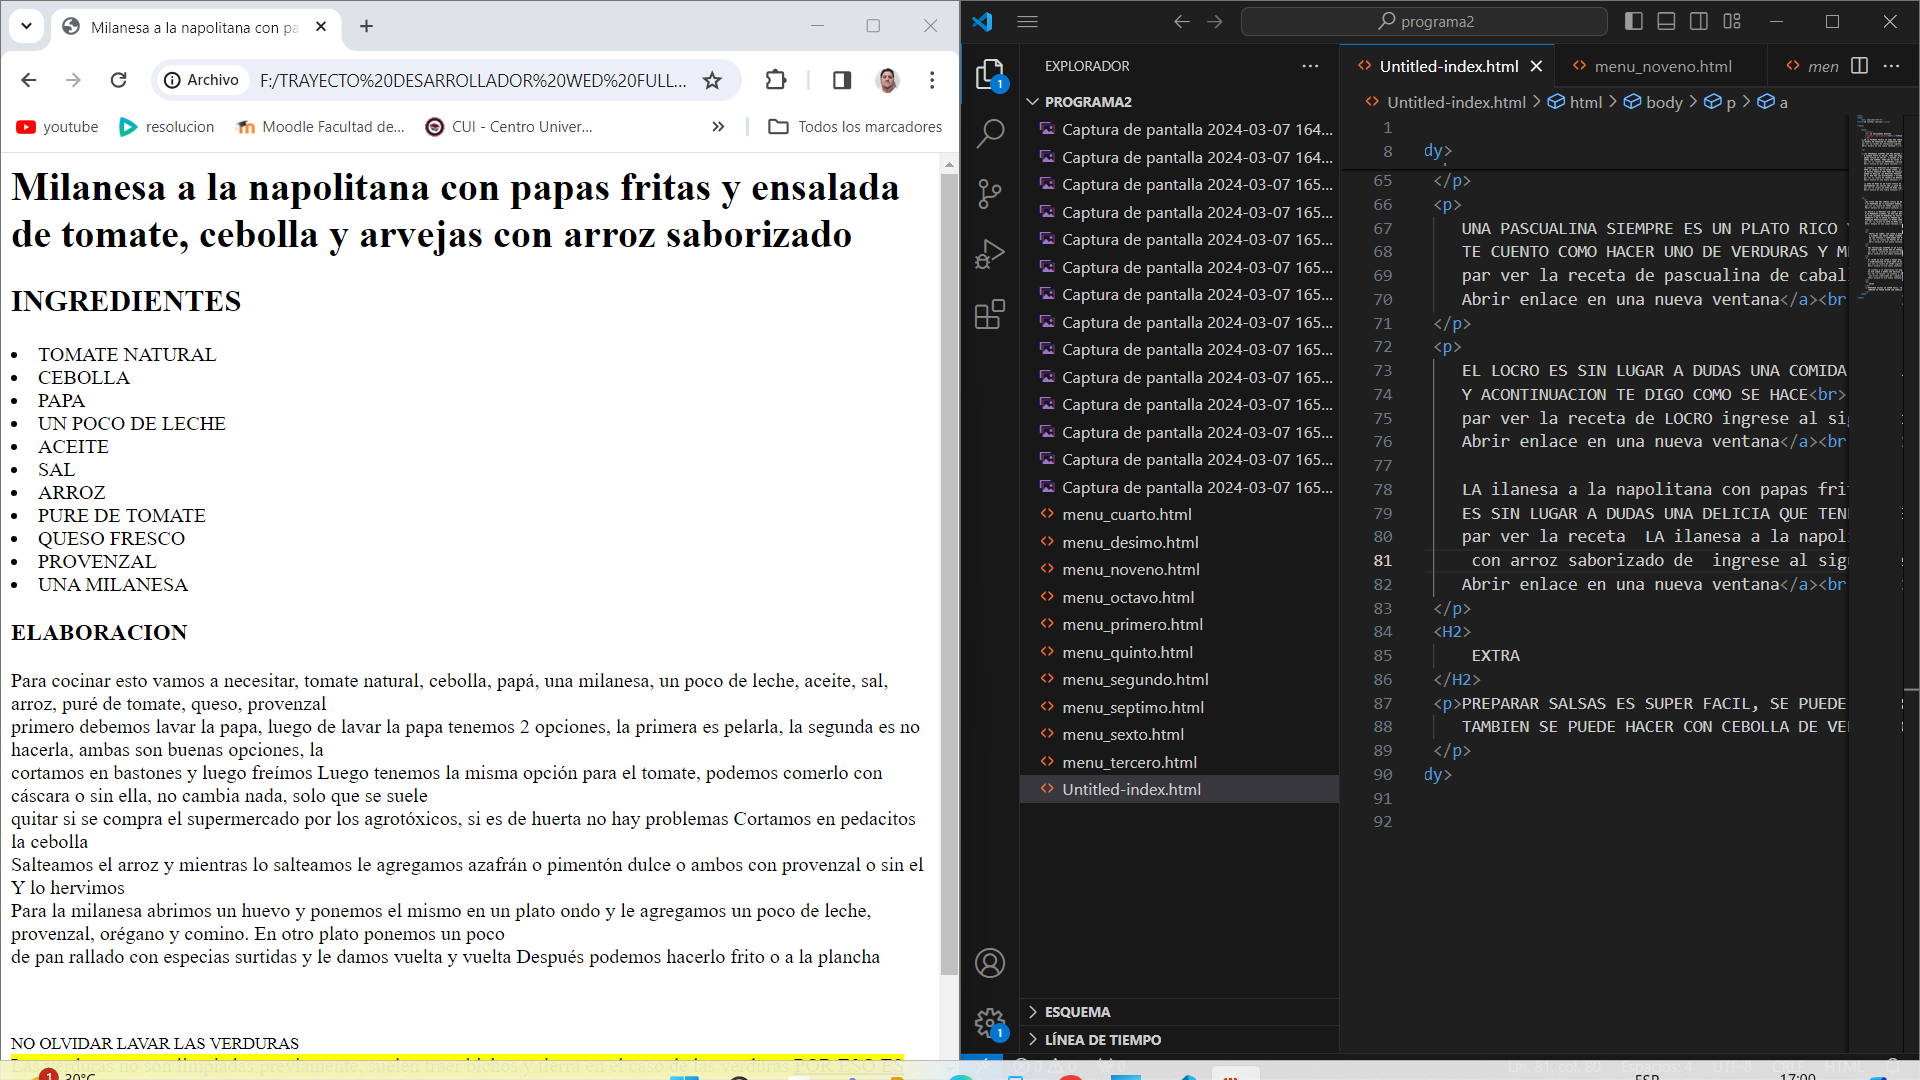 Milanesa a la napolitana con pa
Archivo
F:/TRAYECTO%20DESARROLLADOR%20WED%20FULL...
youtube
resolucion
Moodle Facultad de...
CUI - Centro Univer...
»
Todos los marcadores
Milanesa a la napolitana con papas fritas y ensalada
de tomate, cebolla y arvejas con arroz saborizado
INGREDIENTES
• TOMATE NATURAL
• CEBOLLA
• PAPA
• UN POCO DE LECHE
• ACEITE
• SAL
• ARROZ
• PURE DE TOMATE
• QUESO FRESCO
• PROVENZAL
• UNA MILANESA
ELABORACION
Para cocinar esto vamos a necesitar, tomate natural, cebolla, papá, una milanesa, un poco de leche, aceite, sal,
arroz, puré de tomate, queso, provenzal
primero debemos lavar la papa, luego de lavar la papa tenemos 2 opciones, la primera es pelarla, la segunda es no
hacerla, ambas son buenas opciones, la
cortamos en bastones y luego freímos Luego tenemos la misma opción para el tomate, podemos comerlo con
cáscara o sin ella, no cambia nada, solo que se suele
quitar si se compra el supermercado por los agrotóxicos, si es de huerta no hay problemas Cortamos en pedacitos
la cebolla
Salteamos el arroz y mientras lo salteamos le agregamos azafrán o pimentón dulce o ambos con provenzal o sin el
Y lo hervimos
Para la milanesa abrimos un huevo y ponemos el mismo en un plato ondo y le agregamos un poco de leche,
provenzal, orégano y comino. En otro plato ponemos un poco
de pan rallado con especias surtidas y le damos vuelta y vuelta Después podemos hacerlo frito o a la plancha
NO OLVIDAR LAVAR LAS VERDURAS
POR ESO ES
1
30°C
programa2
EXPLORADOR
1
PROGRAMA2
Captura de pantalla 2024-03-07 164...
Captura de pantalla 2024-03-07 164...
Captura de pantalla 2024-03-07 165...
Captura de pantalla 2024-03-07 165...
Captura de pantalla 2024-03-07 165...
Captura de pantalla 2024-03-07 165...
Captura de pantalla 2024-03-07 165...
Captura de pantalla 2024-03-07 165...
Captura de pantalla 2024-03-07 165...
Captura de pantalla 2024-03-07 165...
Captura de pantalla 2024-03-07 165...
Captura de pantalla 2024-03-07 165...
Captura de pantalla 2024-03-07 165...
Captura de pantalla 2024-03-07 165...
menu_cuarto.html
menu_desimo.html
menu_noveno.html
menu_octavo.html
menu_primero.html
menu_quinto.html
menu_segundo.html
menu_septimo.html
menu_sexto.html
menu_tercero.html
Untitled-index.html
ESQUEMA
LÍNEA DE TIEMPO
1
Untitled-index.html
menu_noveno.html
men
Untitled-index.html > html > body > p > a
1
8 dy>
65 </p>
66 <p>
67 UNA PASCUALINA SIEMPRE ES UN PLATO RICO
68 TE CUENTO COMO HACER UNO DE VERDURAS Y
69 par ver la receta de pascualina de cabal
70 Abrir enlace en una nueva ventana</a><br
71 </p>
72 <p>
73 EL LOCRO ES SIN LUGAR A DUDAS UNA COMIDA
74 Y ACONTINUACION TE DIGO COMO SE HACE<br>
75 par ver la receta de LOCRO ingrese al si
76 Abrir enlace en una nueva ventana</a><br
77
78 LA ilanesa a la napolitana con papas fri
79 ES SIN LUGAR A DUDAS UNA DELICIA QUE TEN
80 par ver la receta  LA ilanesa a la napol
81 con arroz saborizado de  ingrese al sig
82 Abrir enlace en una nueva ventana</a><br
83 </p>
84 <H2>
85 EXTRA
86 </H2>
87 <p>PREPARAR SALSAS ES SUPER FACIL, SE PUEDE
88 TAMBIEN SE PUEDE HACER CON CEBOLLA DE VE
89 </p>
90 dy>
91
92
ESP
17:00